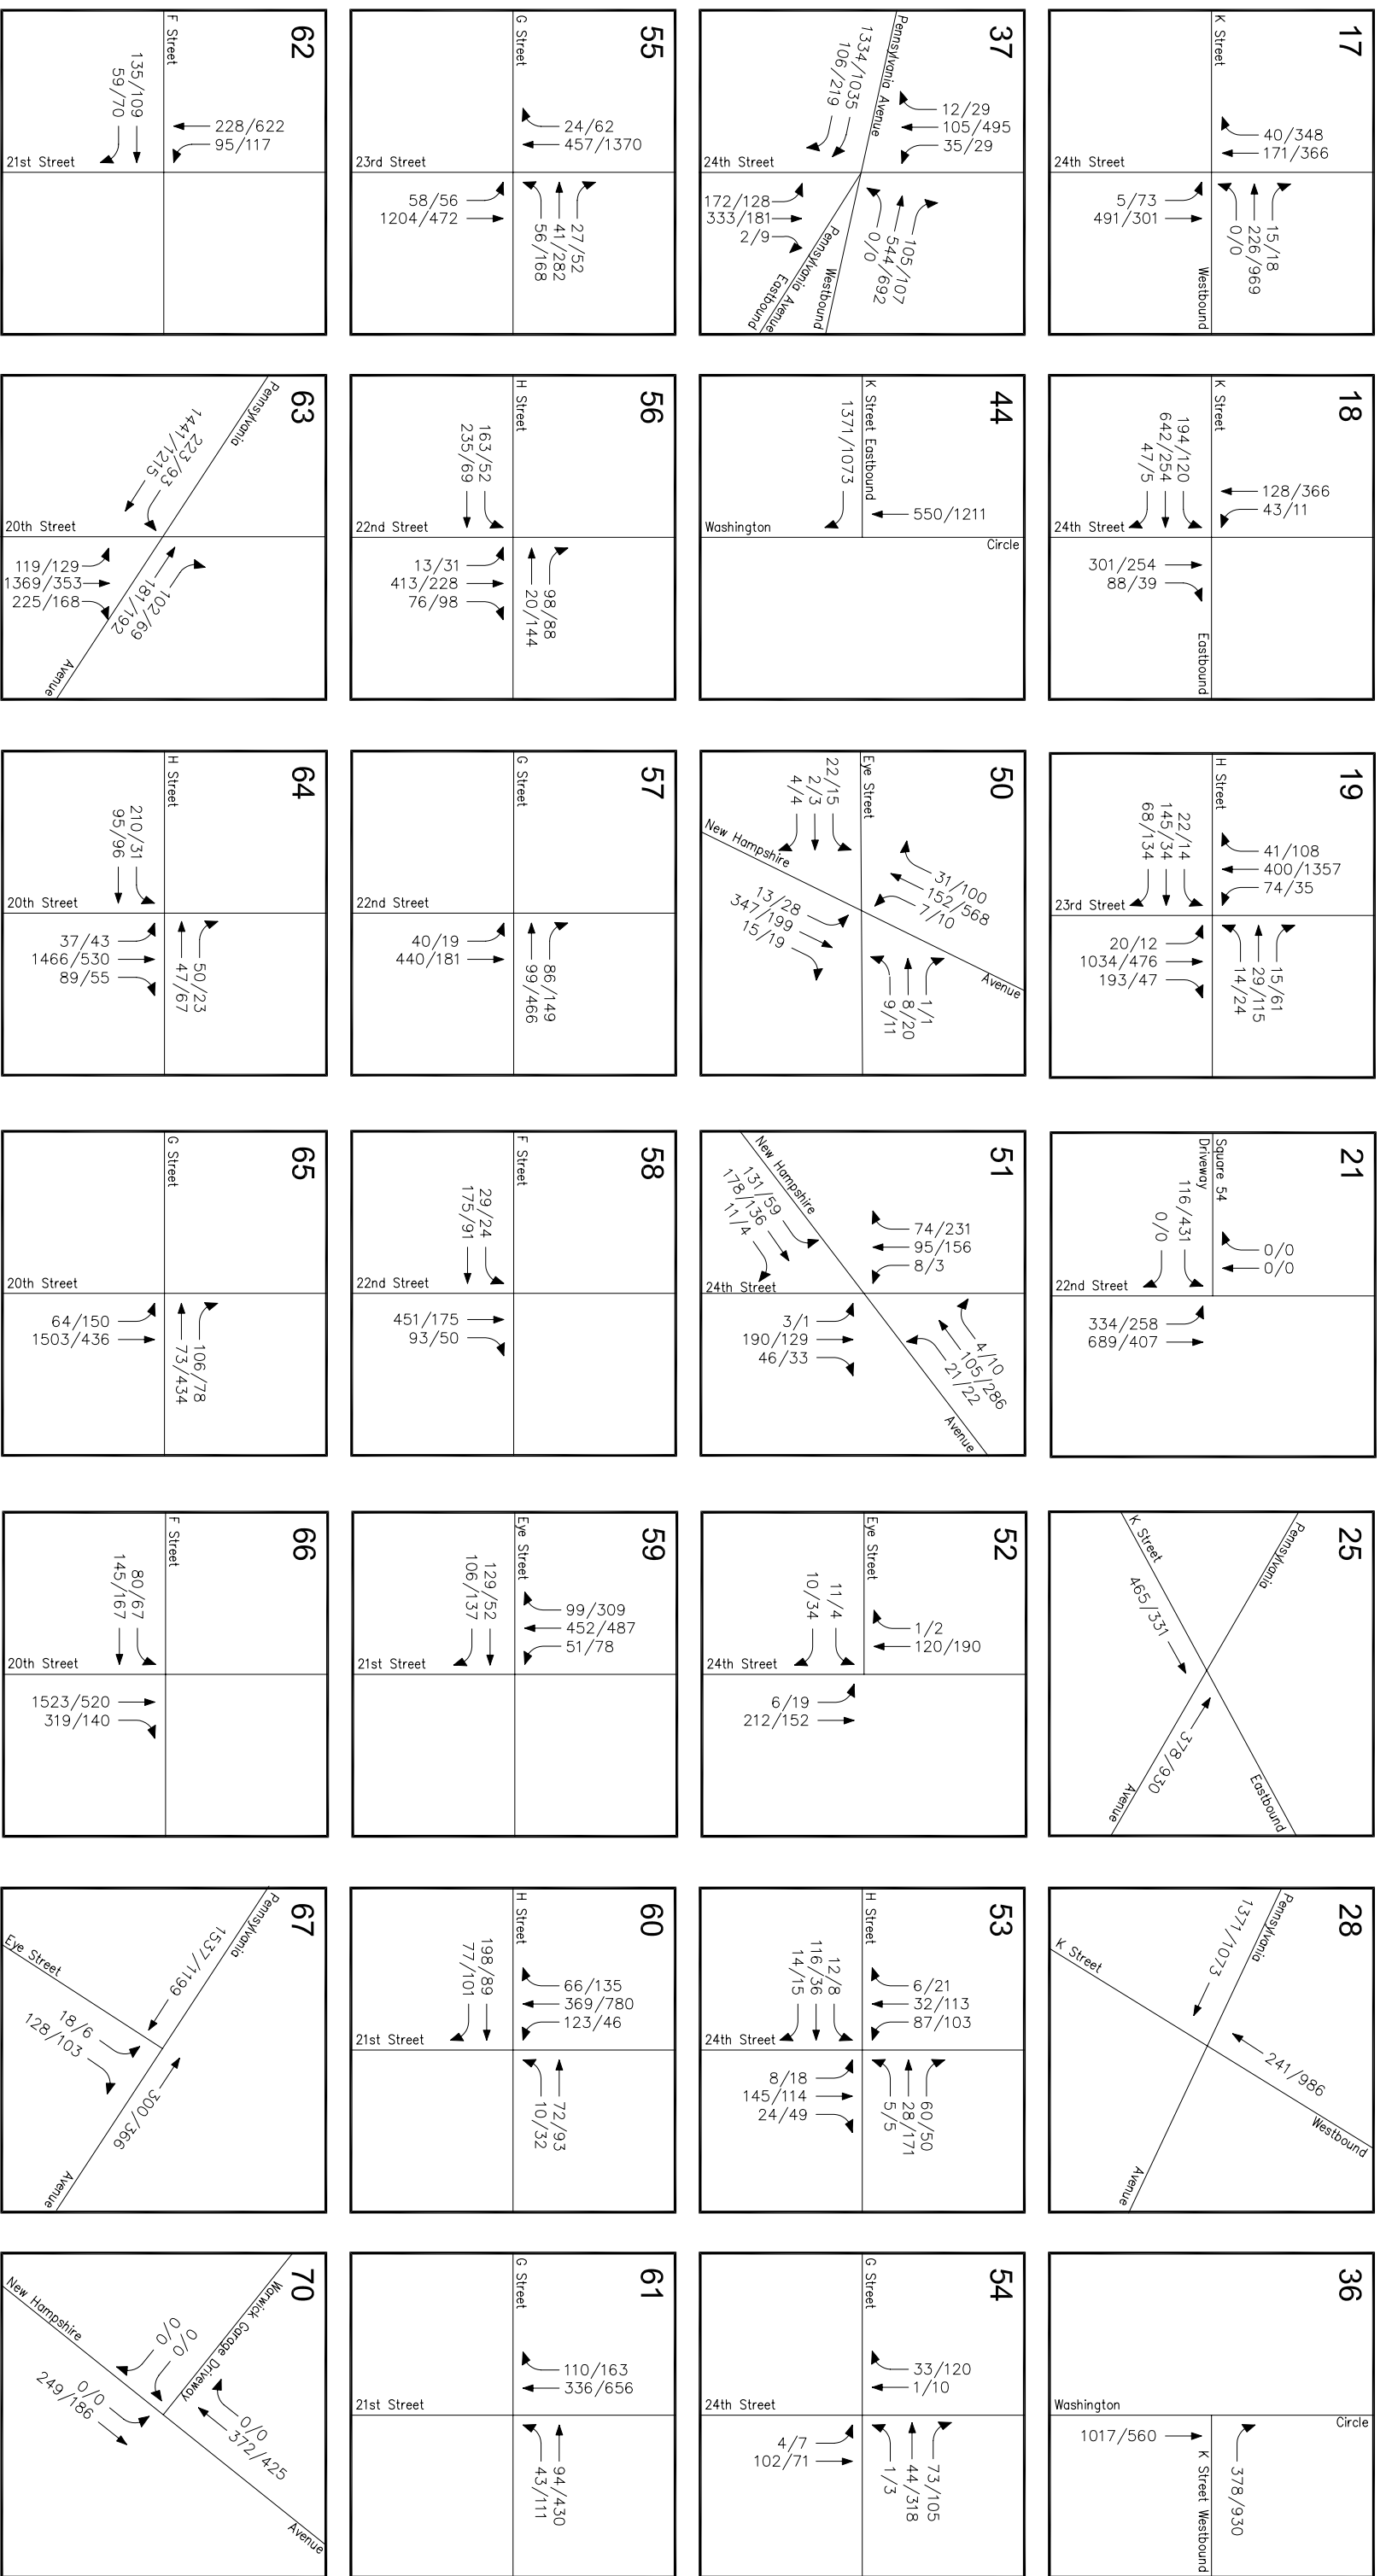 17
K Street
40/348
171/366
24th Street
5/73
491/301
15/18
226/969
0/0
Westbound
18
K Street
194/120
642/254
47/5
128/366
43/11
24th Street
301/254
88/39
Eastbound
19
H Street
22/14
145/34
68/134
41/108
400/1357
74/35
23rd Street
20/12
1034/476
193/47
15/61
29/115
14/24
21
Square 54
Driveway
116/431
0/0
0/0
0/0
22nd Street
334/258
689/407
25
K Street
Pennsylvania
465/331
378/930
Avenue
Eastbound
28
Pennsylvania
K Street
1371/1073
241/986
Westbound
Avenue
36
Washington
Circle
1017/560
378/930
K Street Westbound
37
Pennsylvania Avenue
1334/1035
106/219
12/29
105/495
35/29
24th Street
172/128
333/181
2/9
105/107
544/692
0/0
Westbound
Pennsylvania Avenue
Eastbound
44
K Street Eastbound
1371/1073
550/1211
Washington
Circle
50
Eye Street
22/15
2/3
4/4
New Hampshire
31/100
152/568
7/10
13/28
347/199
15/19
1/1
8/20
9/11
Avenue
51
New Hampshire
131/59
178/136
11/4
74/231
95/156
8/3
24th Street
3/1
190/129
46/33
4/10
105/286
21/22
Avenue
52
Eye Street
11/4
10/34
1/2
120/190
24th Street
6/19
212/152
53
H Street
12/8
116/36
14/15
6/21
32/113
87/103
24th Street
8/18
145/114
24/49
60/50
28/171
5/5
54
G Street
33/120
1/10
24th Street
4/7
102/71
73/105
44/318
1/3
55
G Street
24/62
457/1370
23rd Street
58/56
1204/472
27/52
41/282
56/168
56
H Street
163/52
235/69
22nd Street
13/31
413/228
76/98
98/88
20/144
57
G Street
22nd Street
40/19
440/181
86/149
99/466
58
F Street
29/24
175/91
22nd Street
451/175
93/50
59
Eye Street
129/52
106/137
99/309
452/487
51/78
21st Street
60
H Street
198/89
77/101
66/135
369/780
123/46
21st Street
72/93
10/32
61
G Street
110/163
336/656
21st Street
94/430
43/111
62
F Street
135/109
59/70
228/622
95/117
21st Street
63
Pennsylvania
223/93
1441/1215
20th Street
119/129
1369/353
225/168
102/69
181/192
Avenue
64
H Street
210/31
95/96
20th Street
37/43
1466/530
89/55
50/23
47/67
65
G Street
20th Street
64/150
1503/436
106/78
73/434
66
F Street
80/67
145/167
20th Street
1523/520
319/140
67
Pennsylvania
Eye Street
1537/1199
18/6
128/103
300/366
Avenue
70
Warwick Garage Driveway
New Hampshire
0/0
0/0
0/0
372/425
0/0
249/186
Avenue